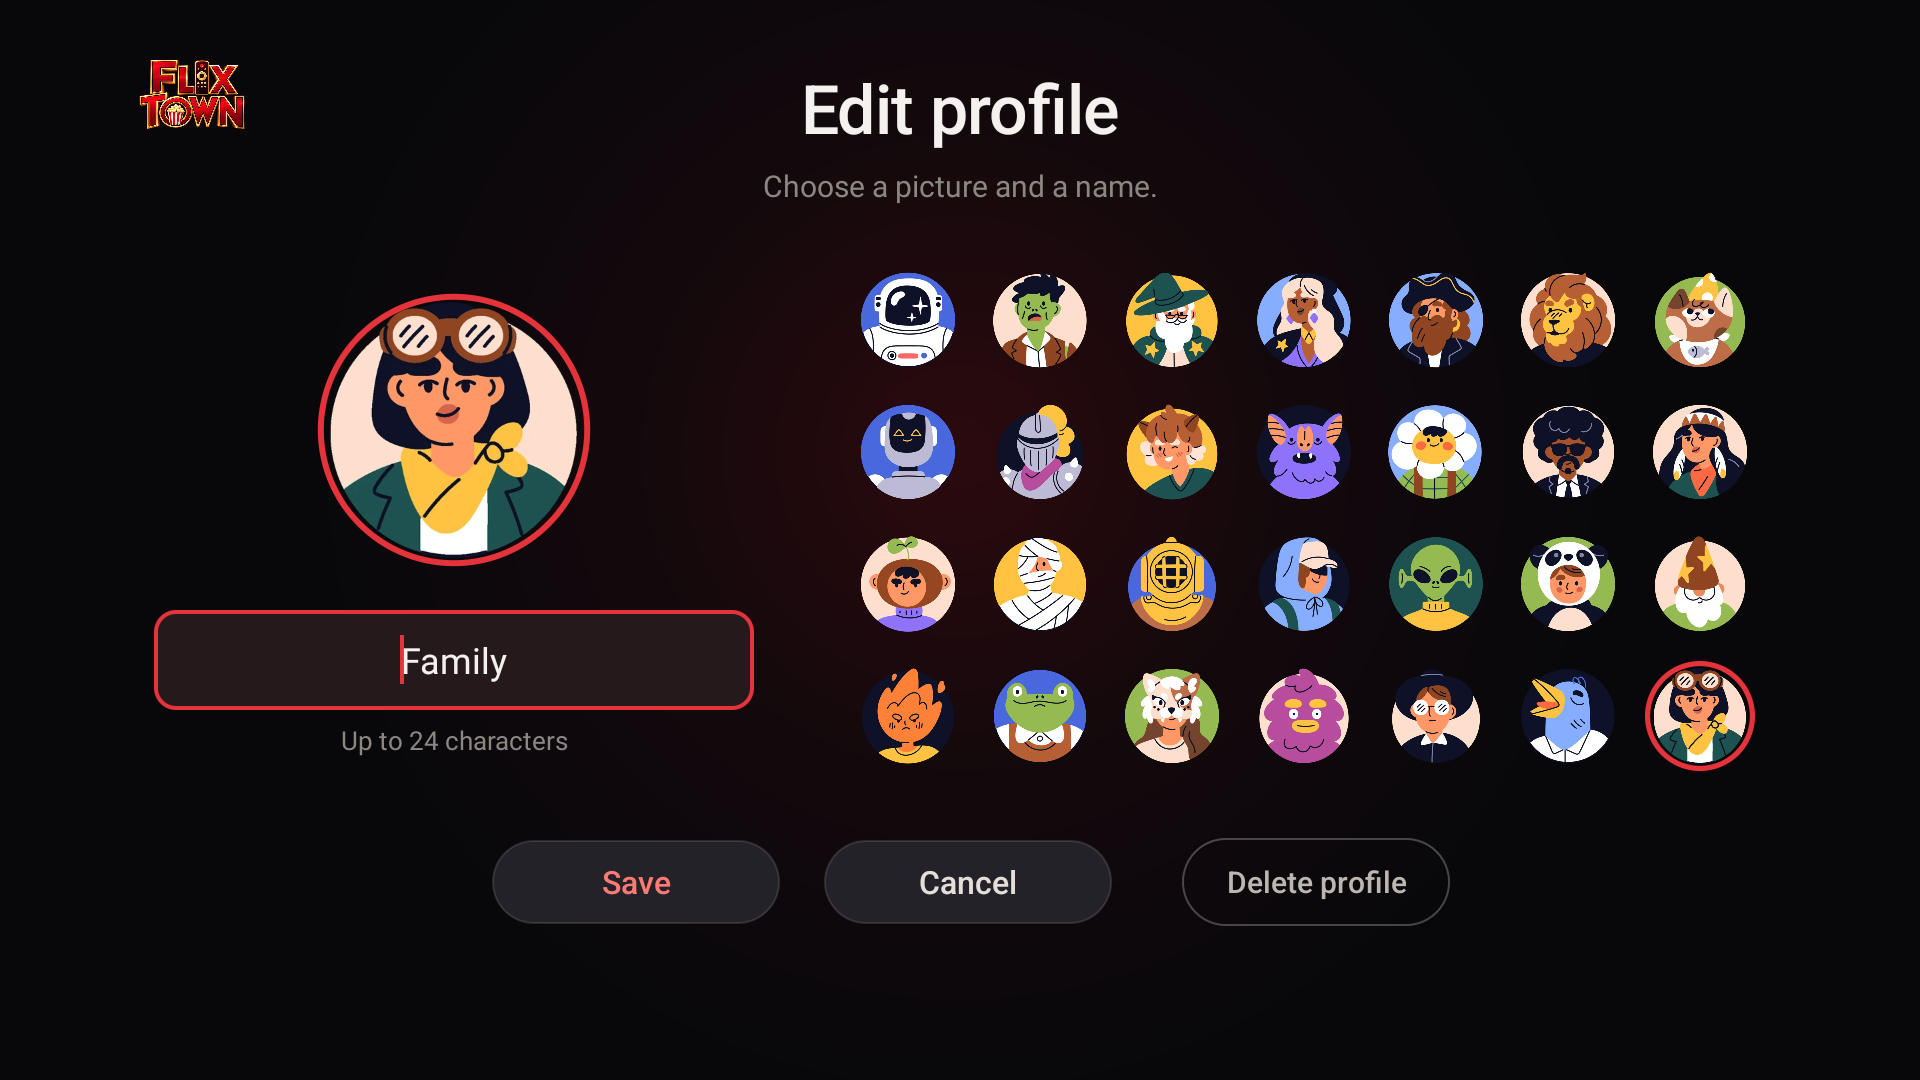 FLIX
TOWN
Edit profile
Choose a picture and a name.
Family
Up to 24 characters
Save
Cancel
Delete profile